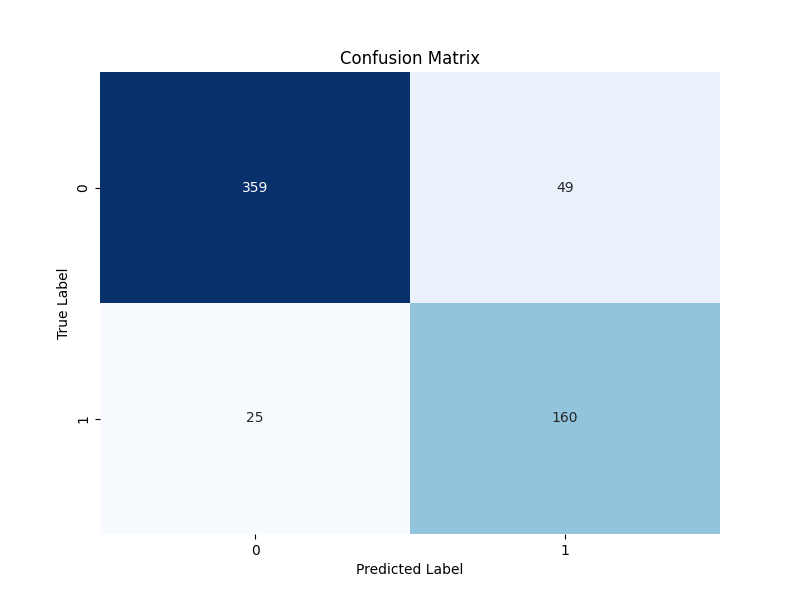 Confusion Matrix
True Label
0
359
49
1
25
160
0
1
Predicted Label